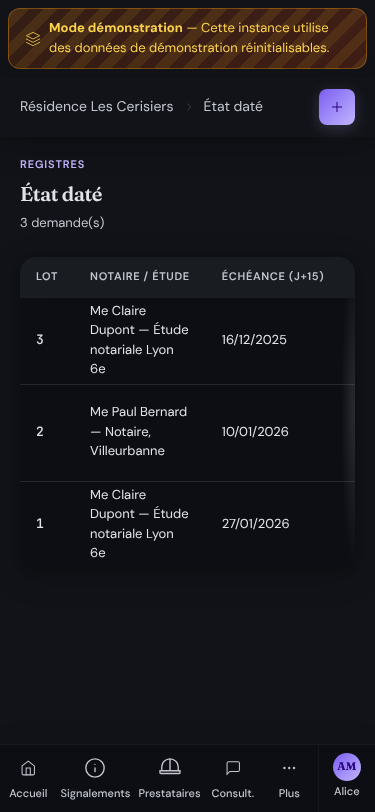 Mode démonstration — Cette instance utilise
des données de démonstration réinitialisables.
Résidence Les Cerisiers › État daté
+
REGISTRES
État daté
3 demande(s)
LOT NOTAIRE / ÉTUDE ÉCHÉANCE (J+15)
3 Me Claire Dupont — Étude notariale Lyon 6e 16/12/2025
2 Me Paul Bernard — Notaire, Villeurbanne 10/01/2026
1 Me Claire Dupont — Étude notariale Lyon 6e 27/01/2026
AM
Accueil Signalements Prestataires Consult. Plus Alice